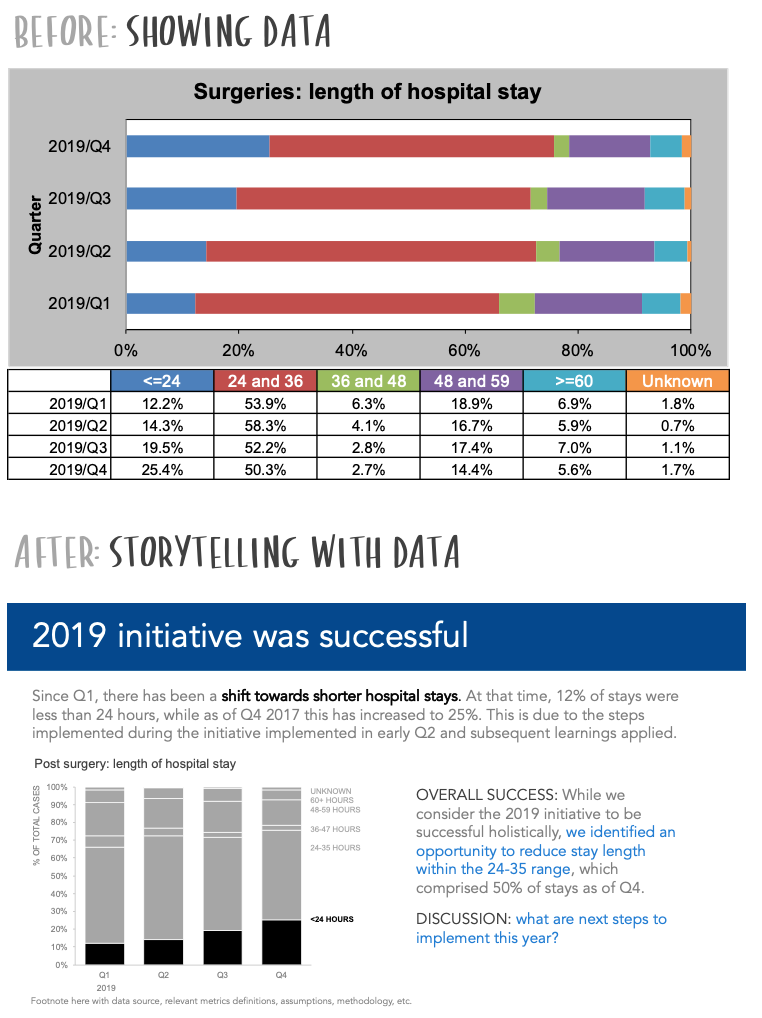 BEFORE: SHOWING DATA
Surgeries: length of hospital stay
Quarter
2019/Q4
2019/Q3
2019/Q2
2019/Q1
0% 20% 40% 60% 80% 100%
<=24 24 and 36 36 and 48 48 and 59 >=60 Unknown
2019/Q1 12.2% 53.9% 6.3% 18.9% 6.9% 1.8%
2019/Q2 14.3% 58.3% 4.1% 16.7% 5.9% 0.7%
2019/Q3 19.5% 52.2% 2.8% 17.4% 7.0% 1.1%
2019/Q4 25.4% 50.3% 2.7% 14.4% 5.6% 1.7%
AFTER: STORYTELLING WITH DATA
2019 initiative was successful
Since Q1, there has been a shift towards shorter hospital stays. At that time, 12% of stays were
less than 24 hours, while as of Q4 2017 this has increased to 25%. This is due to the steps
implemented during the initiative implemented in early Q2 and subsequent learnings applied.
Post surgery: length of hospital stay
% OF TOTAL CASES
100%
90%
80%
70%
60%
50%
40%
30%
20%
10%
0%
Q1 Q2 Q3 Q4
2019
UNKNOWN
60+ HOURS
48-59 HOURS
36-47 HOURS
24-35 HOURS
<24 HOURS
OVERALL SUCCESS: While we
consider the 2019 initiative to be
successful holistically, we identified an
opportunity to reduce stay length
within the 24-35 range, which
comprised 50% of stays as of Q4.
DISCUSSION: what are next steps to
implement this year?
Footnote here with data source, relevant metrics definitions, assumptions, methodology, etc.